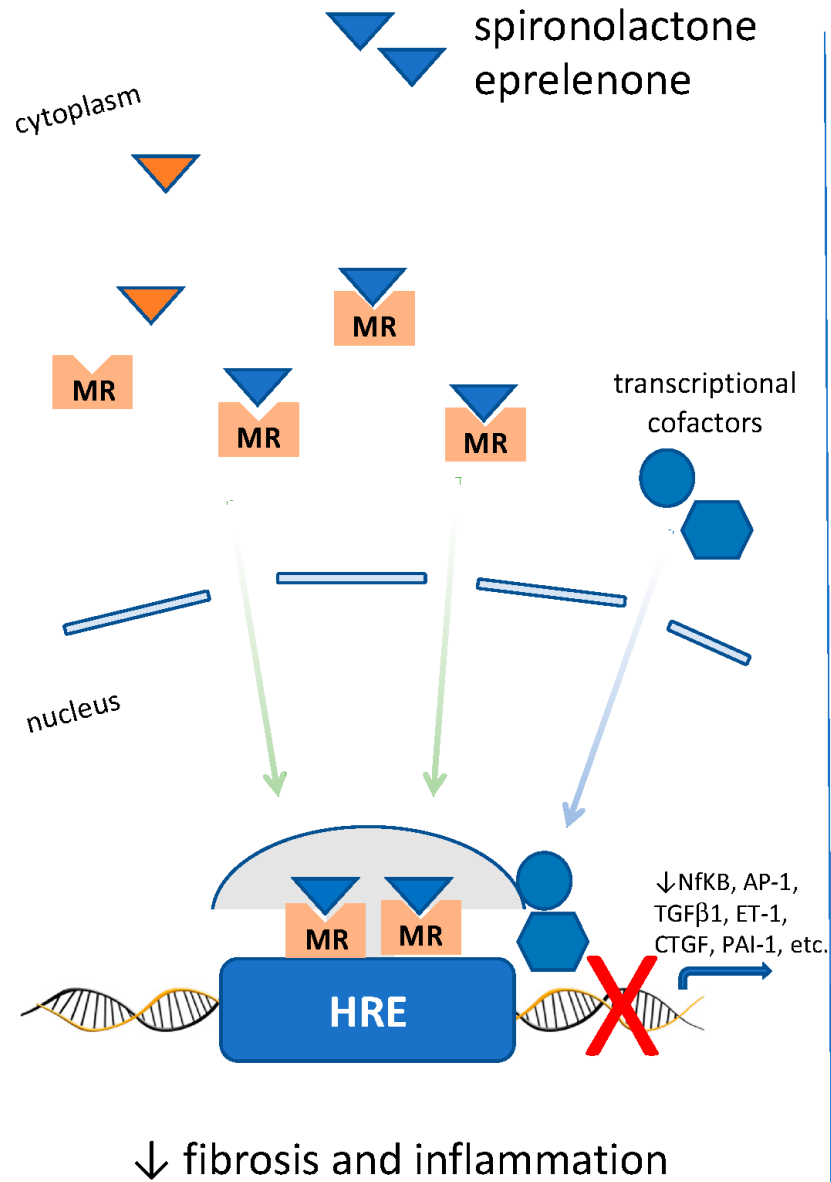 spironolactone
eprelenone
cytoplasm
MR
MR
MR
MR
transcriptional
cofactors
nucleus
↓NfKB, AP-1,
TGFβ1, ET-1,
CTGF, PAI-1, etc.
MR
MR
HRE
↓ fibrosis and inflammation